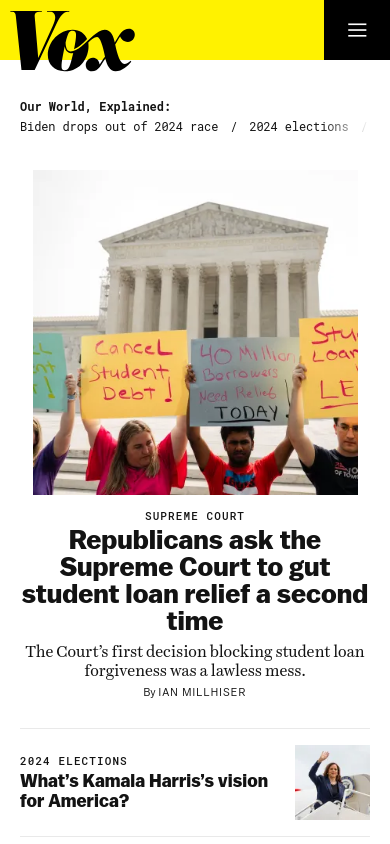 Vox
Our World, Explained:
Biden drops out of 2024 race / 2024 elections /
Cancel
Student
Debt!
40 Million
Borrowers
Need Relief
TODAY!
Student
Loan
SUPREME COURT
Republicans ask the
Supreme Court to gut
student loan relief a second
time
The Court’s first decision blocking student loan
forgiveness was a lawless mess.
By IAN MILLHISER
2024 ELECTIONS
What’s Kamala Harris’s vision
for America?